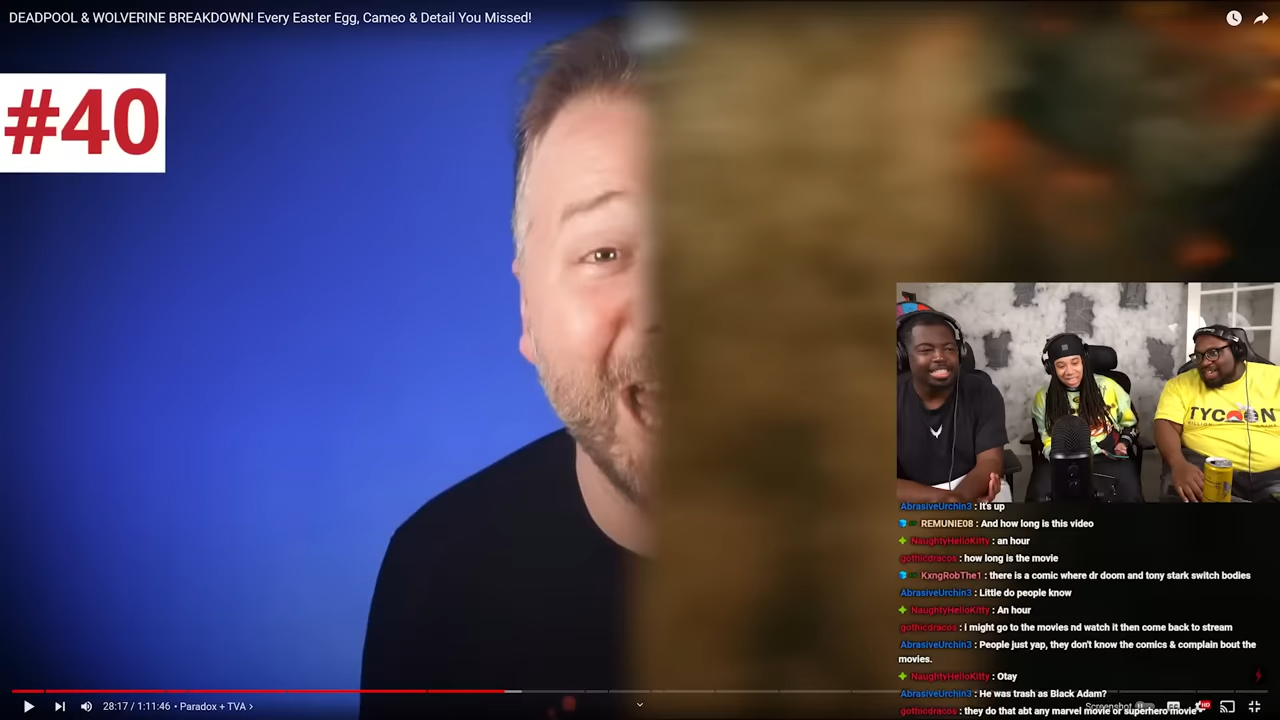 DEADPOOL & WOLVERINE BREAKDOWN! Every Easter Egg, Cameo & Detail You Missed!
#40
TYCOON
AbrasiveUrchin3 : It's up
REMUNIE08 : And how long is this video
NaughtyHelloKitty : an hour
gothicdracos : how long is the movie
KxngRobThe1 : there is a comic where dr doom and tony stark switch bodies
AbrasiveUrchin3 : Little do people know
NaughtyHelloKitty : An hour
gothicdracos : i might go to the movies nd watch it then come back to stream
AbrasiveUrchin3 : People just yap, they don't know the comics & complain bout the
movies.
NaughtyHelloKitty : Otay
AbrasiveUrchin3 : He was trash as Black Adam?
gothicdracos : they do that abt any marvel movie or superhero movie
28:17 / 1:11:46 • Paradox + TVA
Screenshot
HD